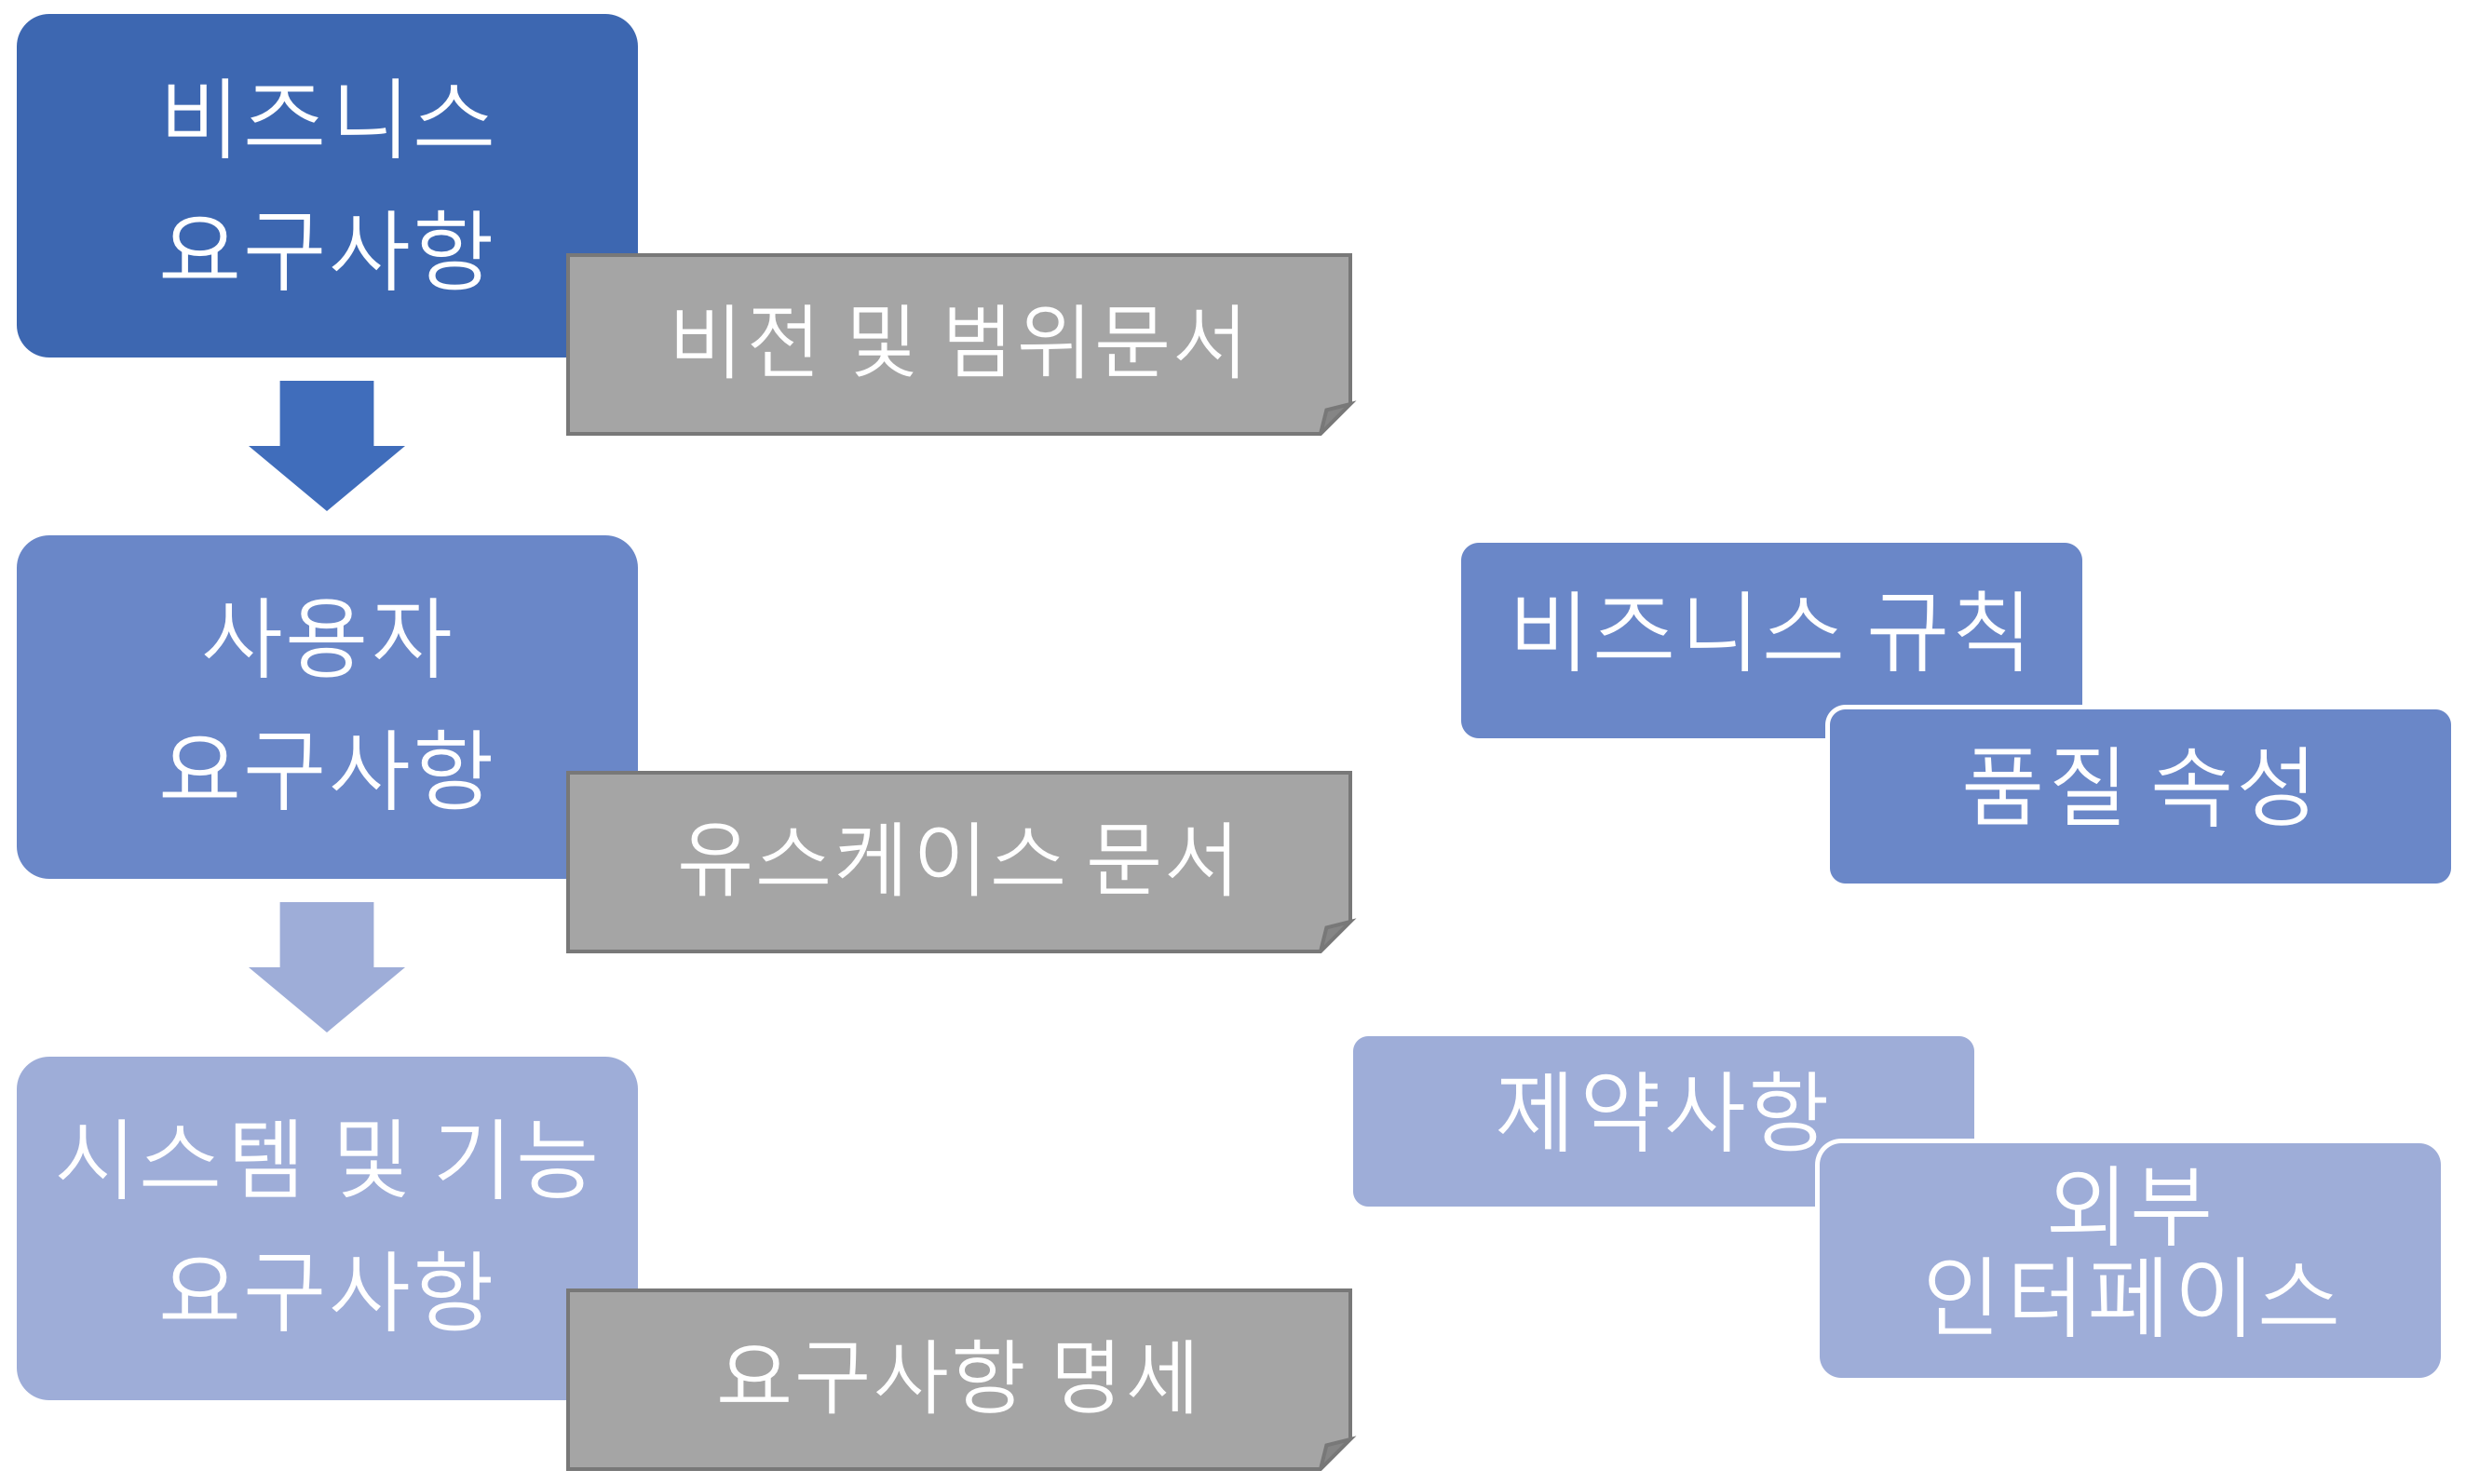 비즈니스
요구사항
비전 및 범위문서
사용자
요구사항
유스케이스 문서
비즈니스 규칙
품질 속성
시스템 및 기능
요구사항
요구사항 명세
제약사항
외부
인터페이스